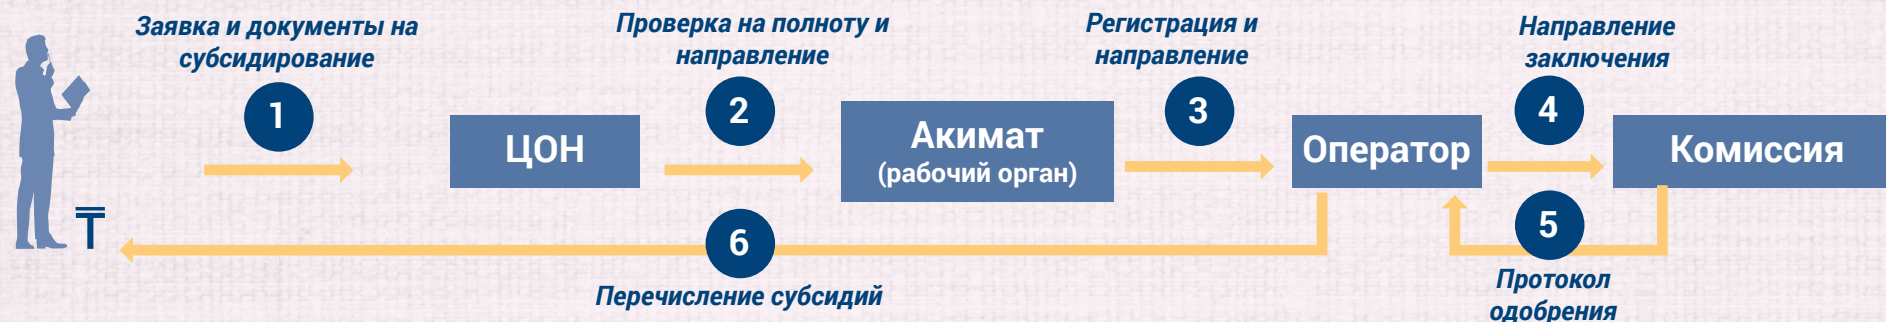 Заявка и документы на
субсидирование
1
ЦОН
Проверка на полноту и
направление
2
Акимат
(рабочий орган)
Регистрация и
направление
3
Оператор
Направление
заключения
4
Комиссия
5
Протокол
одобрения
6
Перечисление субсидий
₸